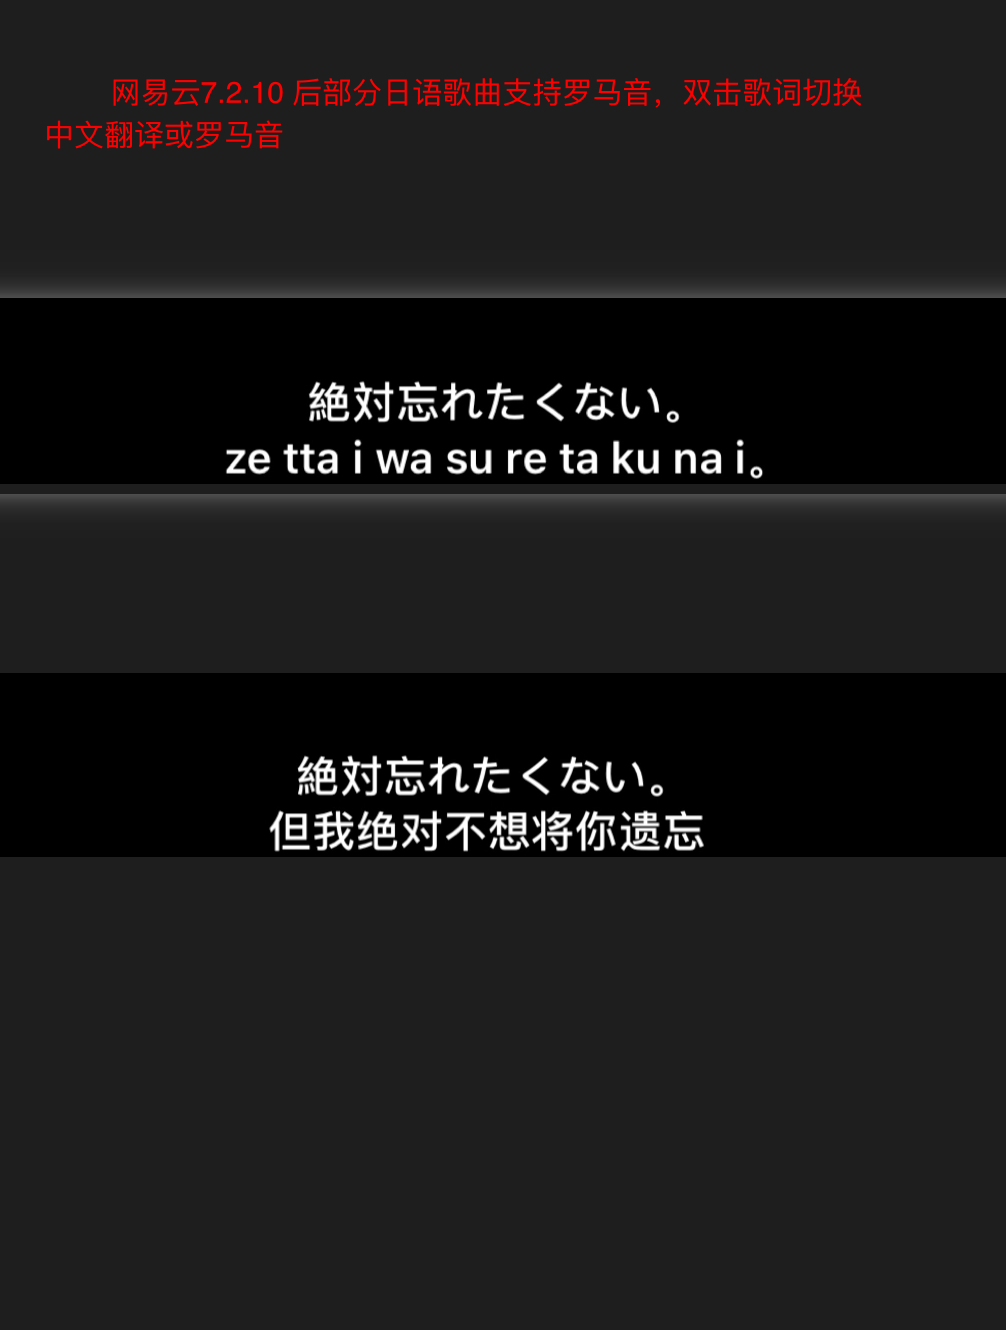 网易云7.2.10 后部分日语歌曲支持罗马音，双击歌词切换
中文翻译或罗马音
絶対忘れたくない。
ze tta i wa su re ta ku na i。
絶対忘れたくない。
但我绝对不想将你遗忘